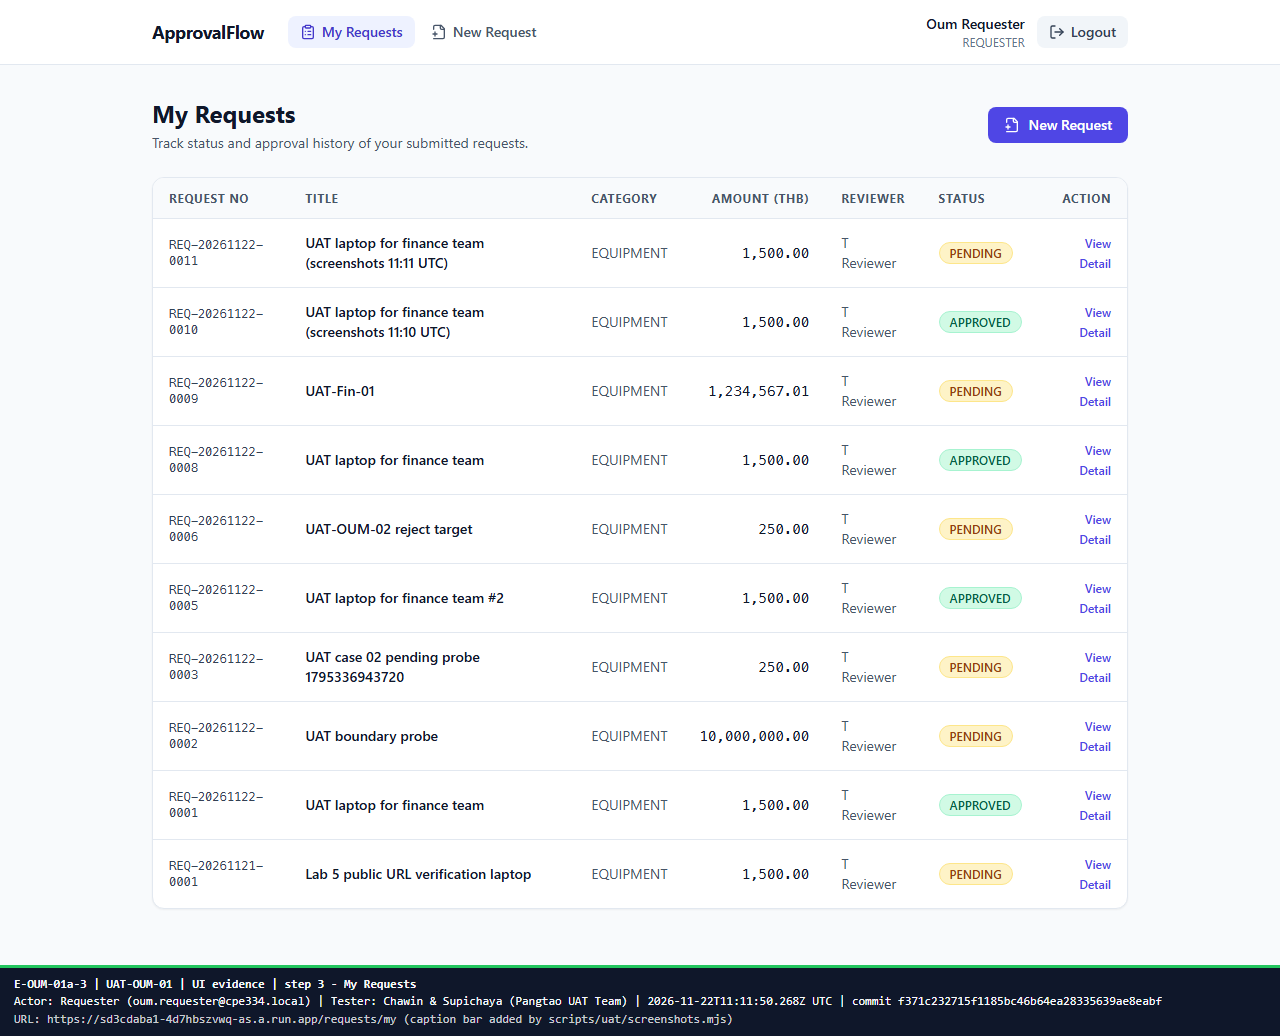 ApprovalFlow My Requests New Request
Oum Requester
REQUESTER
Logout
My Requests
Track status and approval history of your submitted requests.
New Request
REQUEST NO TITLE CATEGORY AMOUNT (THB) REVIEWER STATUS ACTION
REQ-20261122-0011 UAT laptop for finance team (screenshots 11:11 UTC) EQUIPMENT 1,500.00 T Reviewer PENDING View Detail
REQ-20261122-0010 UAT laptop for finance team (screenshots 11:10 UTC) EQUIPMENT 1,500.00 T Reviewer APPROVED View Detail
REQ-20261122-0009 UAT-Fin-01 EQUIPMENT 1,234,567.01 T Reviewer PENDING View Detail
REQ-20261122-0008 UAT laptop for finance team EQUIPMENT 1,500.00 T Reviewer APPROVED View Detail
REQ-20261122-0006 UAT-OUM-02 reject target EQUIPMENT 250.00 T Reviewer PENDING View Detail
REQ-20261122-0005 UAT laptop for finance team #2 EQUIPMENT 1,500.00 T Reviewer APPROVED View Detail
REQ-20261122-0003 UAT case 02 pending probe 1795336943720 EQUIPMENT 250.00 T Reviewer PENDING View Detail
REQ-20261122-0002 UAT boundary probe EQUIPMENT 10,000,000.00 T Reviewer PENDING View Detail
REQ-20261122-0001 UAT laptop for finance team EQUIPMENT 1,500.00 T Reviewer APPROVED View Detail
REQ-20261121-0001 Lab 5 public URL verification laptop EQUIPMENT 1,500.00 T Reviewer PENDING View Detail
E-OUM-01a-3 | UAT-OUM-01 | UI evidence | step 3 - My Requests
Actor: Requester (oum.requester@cpe334.local) | Tester: Chawin & Supichaya (Pangtao UAT Team) | 2026-11-22T11:11:50.268Z UTC | commit f371c232715f1185bc46b64ea28335639ae8eabf
URL: https://sd3cdaba1-4d7hbszvwq-as.a.run.app/requests/my (caption bar added by scripts/uat/screenshots.mjs)